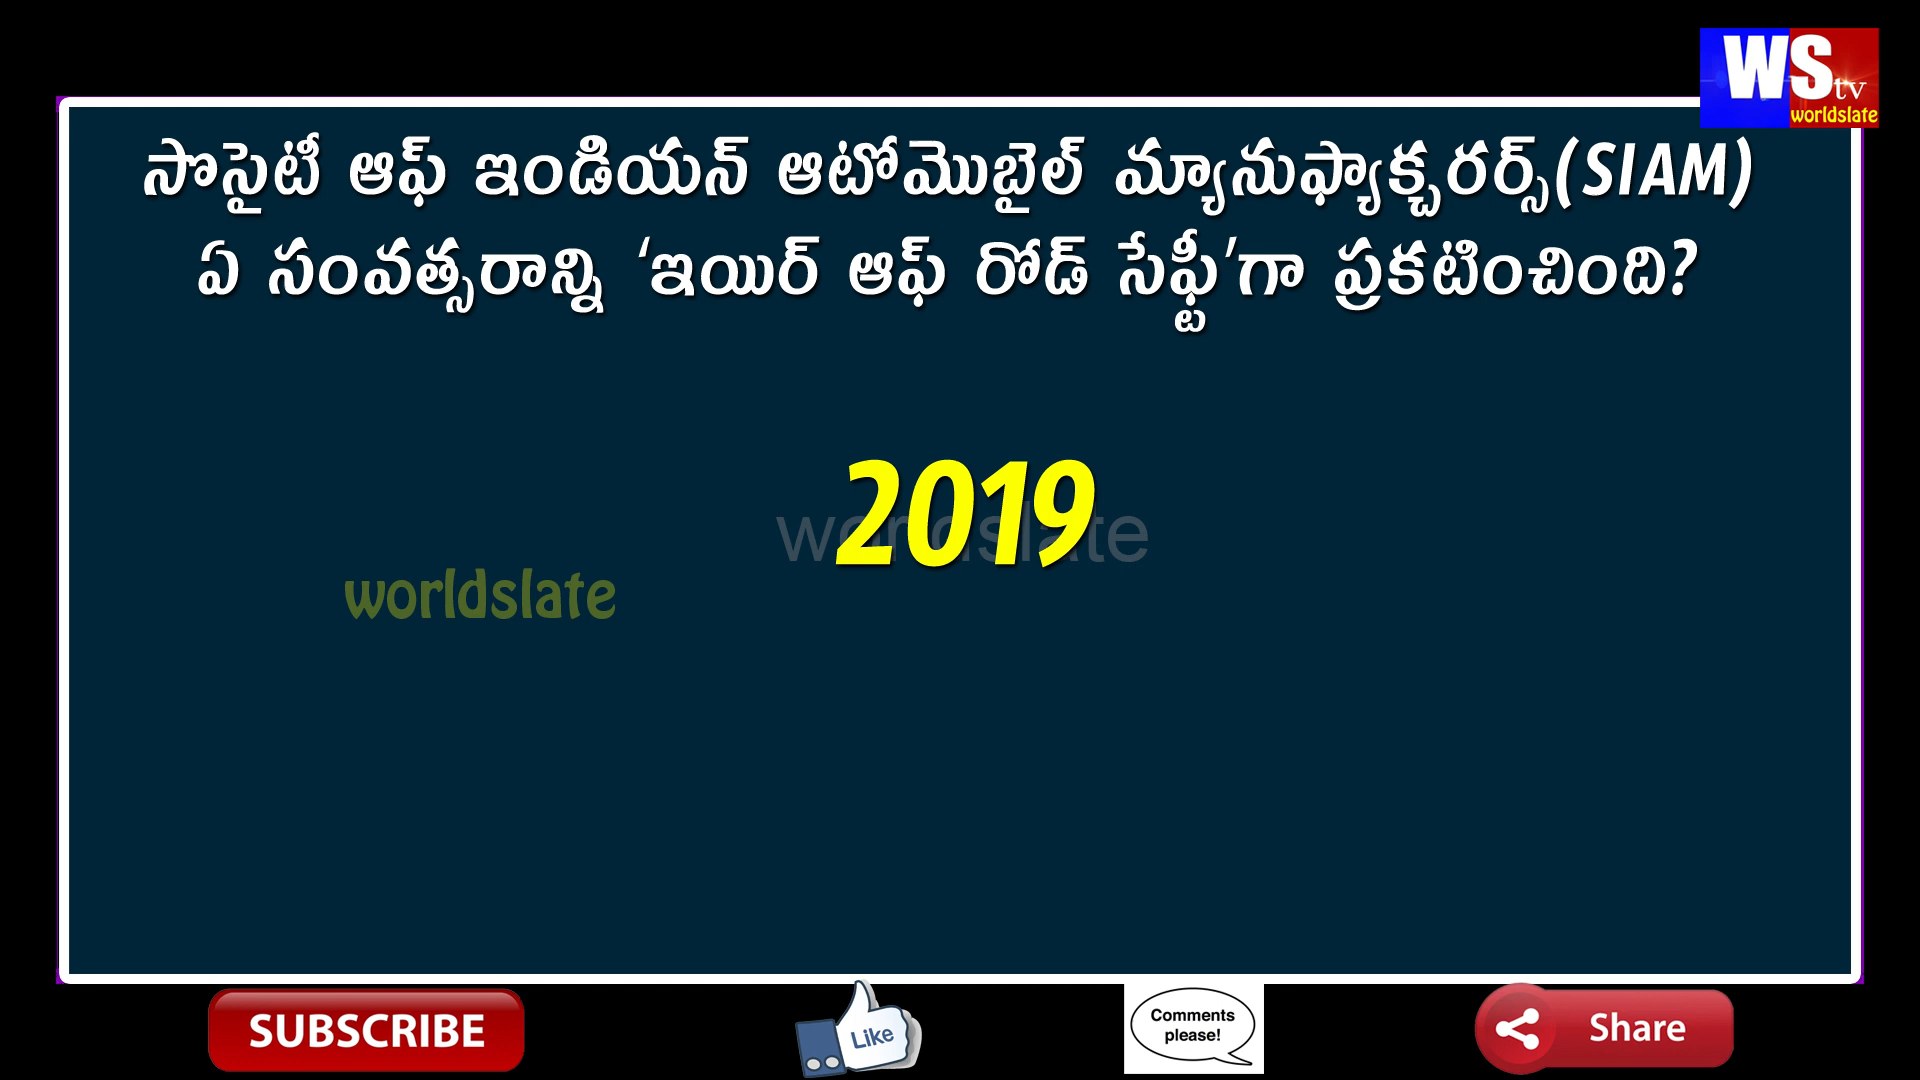 WS tv
worldslate
సొసైటీ ఆఫ్ ఇండియన్ ఆటోమొబైల్ మ్యానుఫ్యాక్చరర్స్(SIAM)
ఏ సంవత్సరాన్ని ‘ఇయిర్ ఆఫ్ రోడ్ సేఫ్టీ’గా ప్రకటించింది?
2019
worldslate
worldslate
SUBSCRIBE
Like
Comments
please!
Share